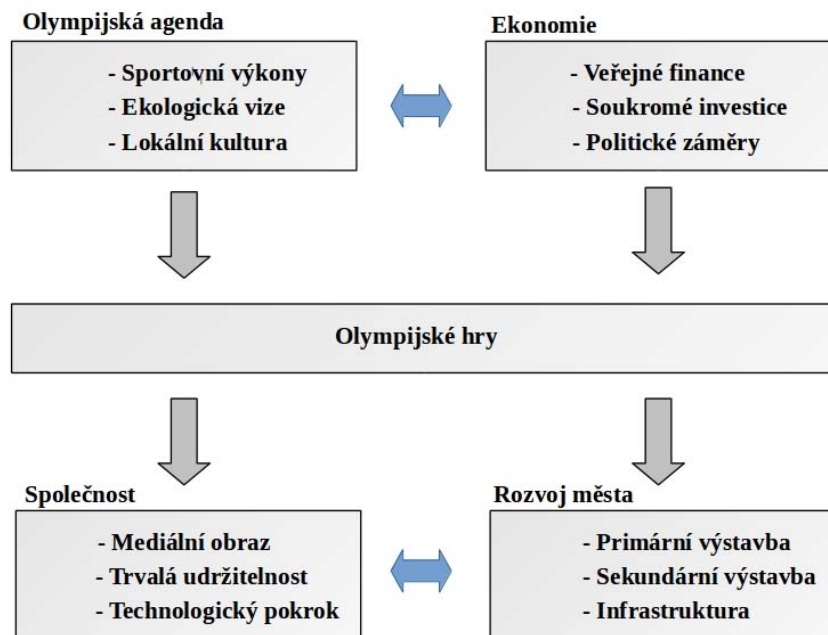 Olympijská agenda
- Sportovní výkony
- Ekologická vize
- Lokální kultura
Ekonomie
- Veřejné finance
- Soukromé investice
- Politické záměry
Olympijské hry
Společnost
- Mediální obraz
- Trvalá udržitelnost
- Technologický pokrok
Rozvoj města
- Primární výstavba
- Sekundární výstavba
- Infrastruktura